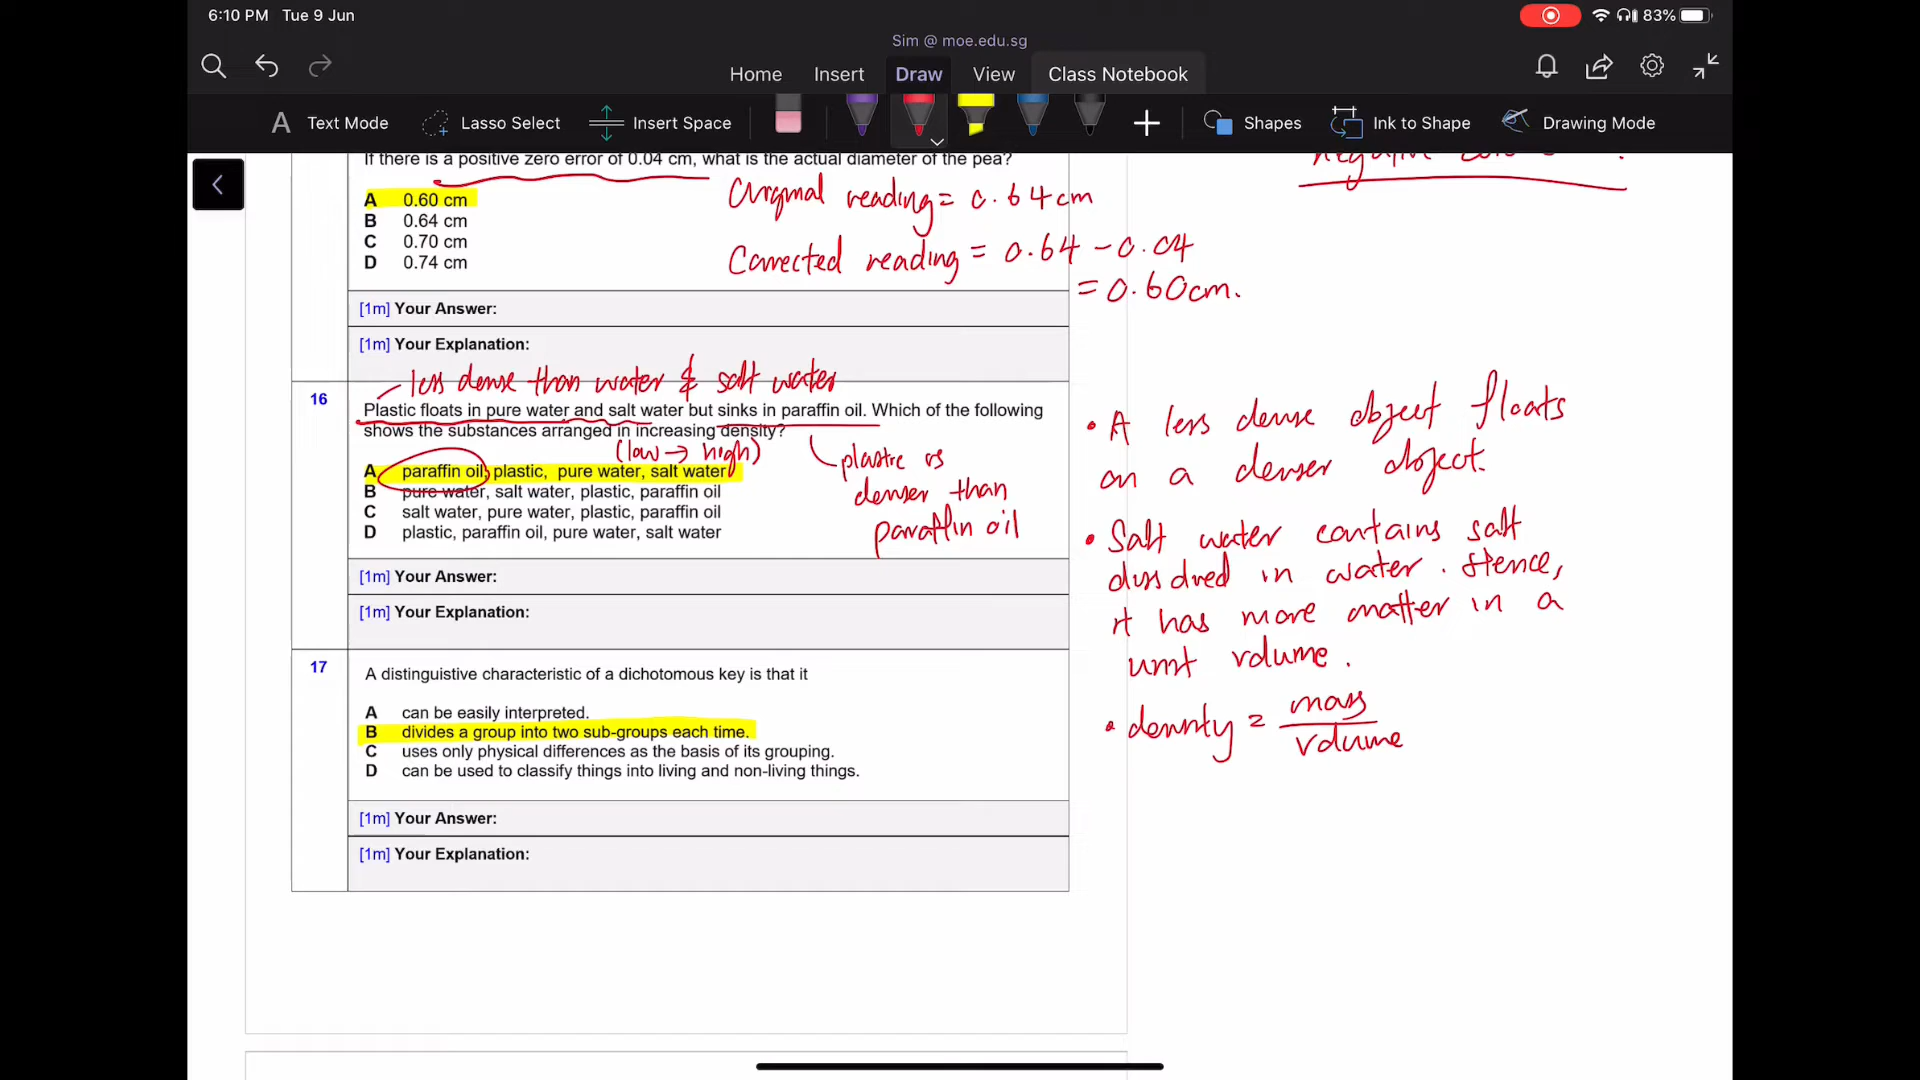 6:10 PM Tue 9 Jun
83%
Sim @ moe.edu.sg
Home Insert Draw View Class Notebook
Text Mode Lasso Select Insert Space Shapes Ink to Shape Drawing Mode
If there is a positive zero error of 0.04 cm, what is the actual diameter of the pea?
A 0.60 cm
B 0.64 cm
C 0.70 cm
D 0.74 cm
Original reading = 0.64 cm
Corrected reading = 0.64 - 0.04
= 0.60cm.
[1m] Your Answer:
[1m] Your Explanation:
less dense than water & salt water
16
Plastic floats in pure water and salt water but sinks in paraffin oil. Which of the following
shows the substances arranged in increasing density?
(low → high)
A paraffin oil, plastic, pure water, salt water
B pure water, salt water, plastic, paraffin oil
C salt water, pure water, plastic, paraffin oil
D plastic, paraffin oil, pure water, salt water
plastic is
denser than
paraffin oil
[1m] Your Answer:
[1m] Your Explanation:
17
A distinguistive characteristic of a dichotomous key is that it
A can be easily interpreted.
B divides a group into two sub-groups each time.
C uses only physical differences as the basis of its grouping.
D can be used to classify things into living and non-living things.
[1m] Your Answer:
[1m] Your Explanation:
negative
• A less dense object floats
on a denser object.
• Salt water contains salt
dissolved in water. Hence,
it has more matter in a
unit volume.
• density = mass
volume